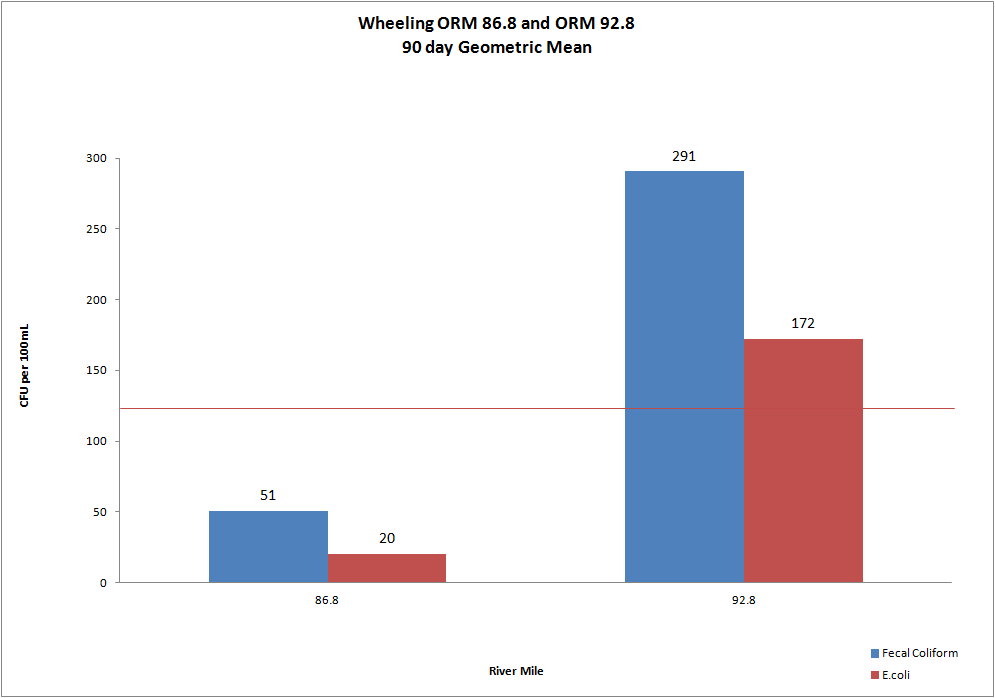 Wheeling ORM 86.8 and ORM 92.8
90 day Geometric Mean
CFU per 100mL
300
250
200
150
100
50
0
51
20
291
172
86.8
92.8
River Mile
Fecal Coliform
E.coli